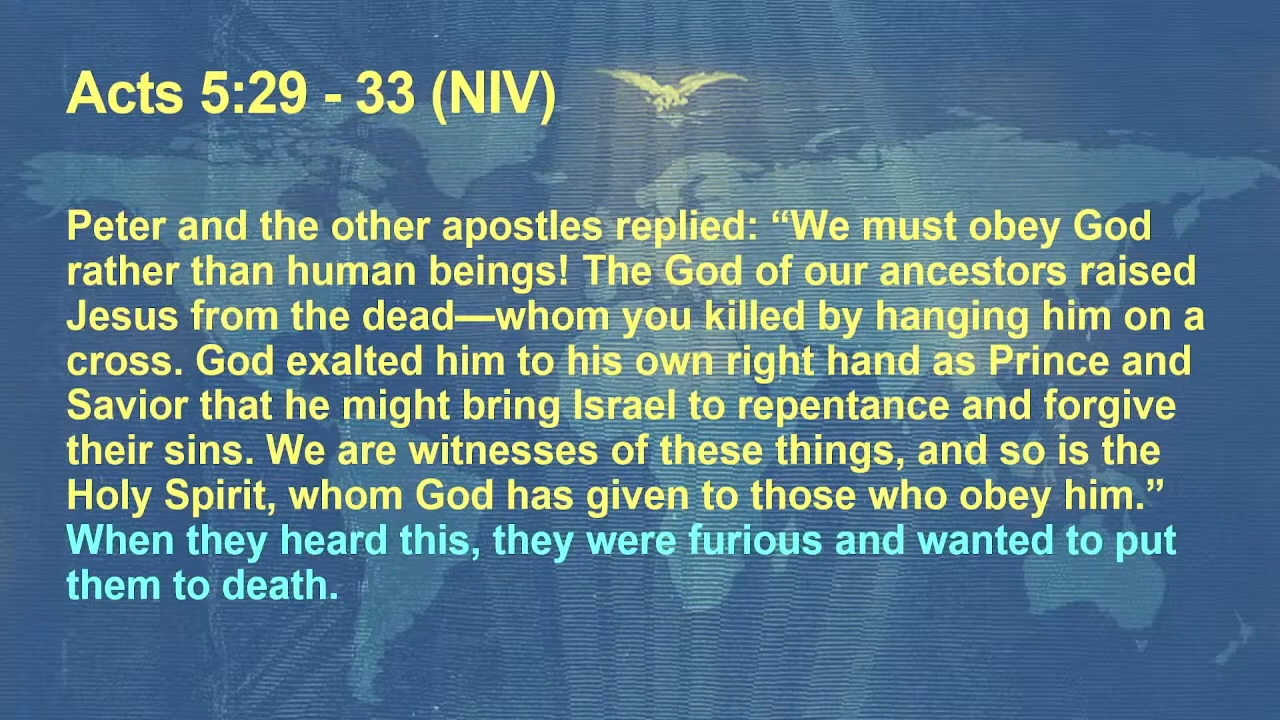 Acts 5:29 - 33 (NIV)
Peter and the other apostles replied: “We must obey God
rather than human beings! The God of our ancestors raised
Jesus from the dead—whom you killed by hanging him on a
cross. God exalted him to his own right hand as Prince and
Savior that he might bring Israel to repentance and forgive
their sins. We are witnesses of these things, and so is the
Holy Spirit, whom God has given to those who obey him.”
When they heard this, they were furious and wanted to put
them to death.